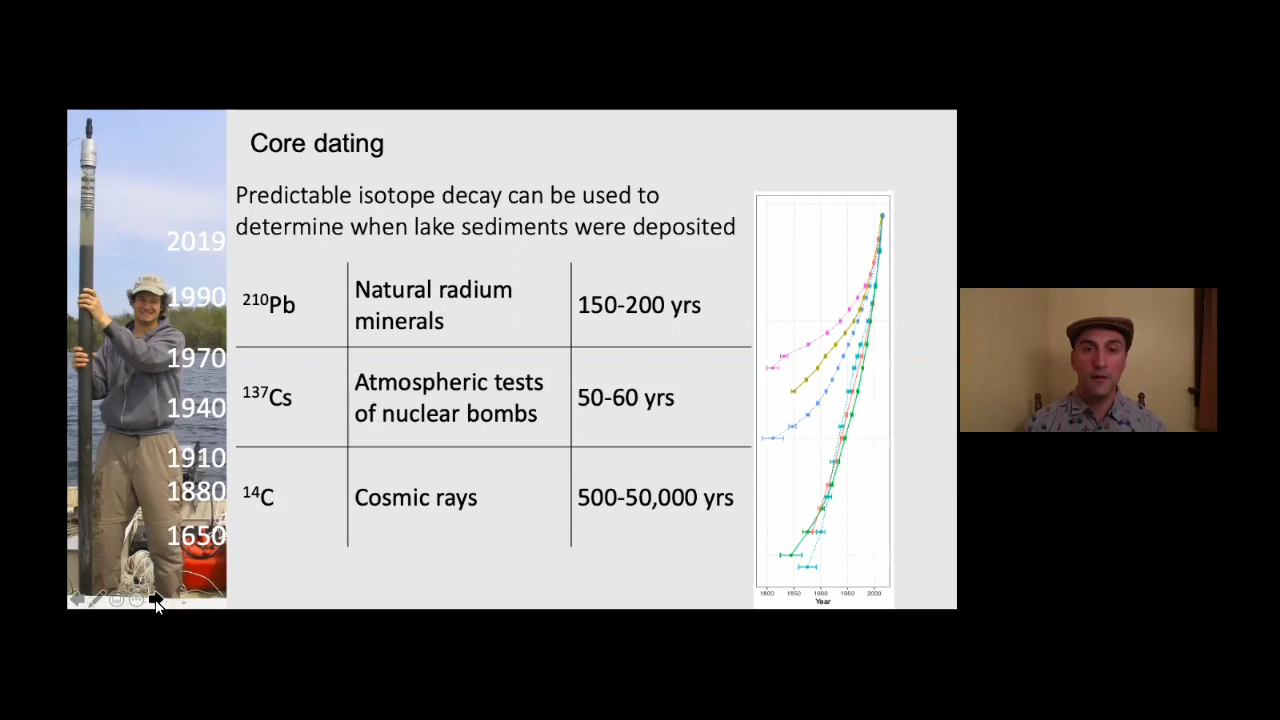 Core dating
Predictable isotope decay can be used to
determine when lake sediments were deposited
2019
1990
1970
1940
1910
1880
1650
²¹⁰Pb
Natural radium
minerals
150-200 yrs
¹³⁷Cs
Atmospheric tests
of nuclear bombs
50-60 yrs
¹⁴C
Cosmic rays
500-50,000 yrs
1800 1850 1900 1950 2000
Year